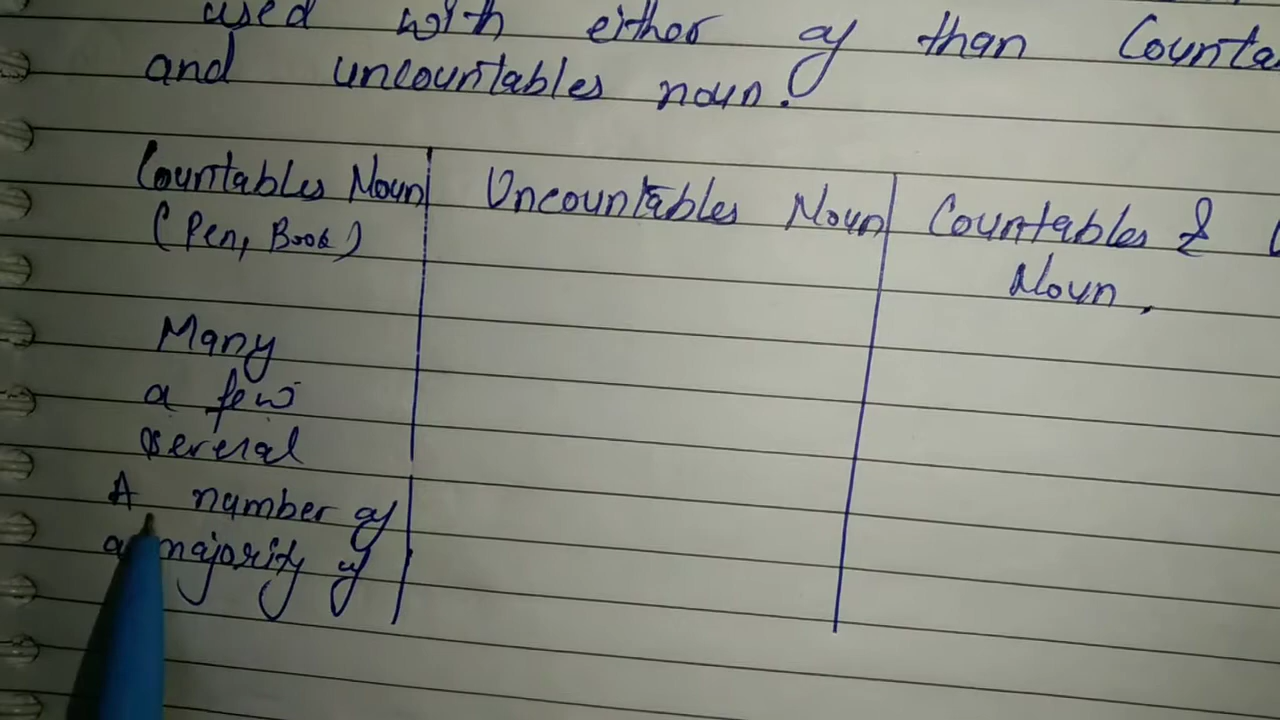 used with either of than Counta
and uncountables noun.
Countables Noun Uncountables Noun Countables &
(Pen, Book) Noun.
Many
a few
several
A number of
a majority of